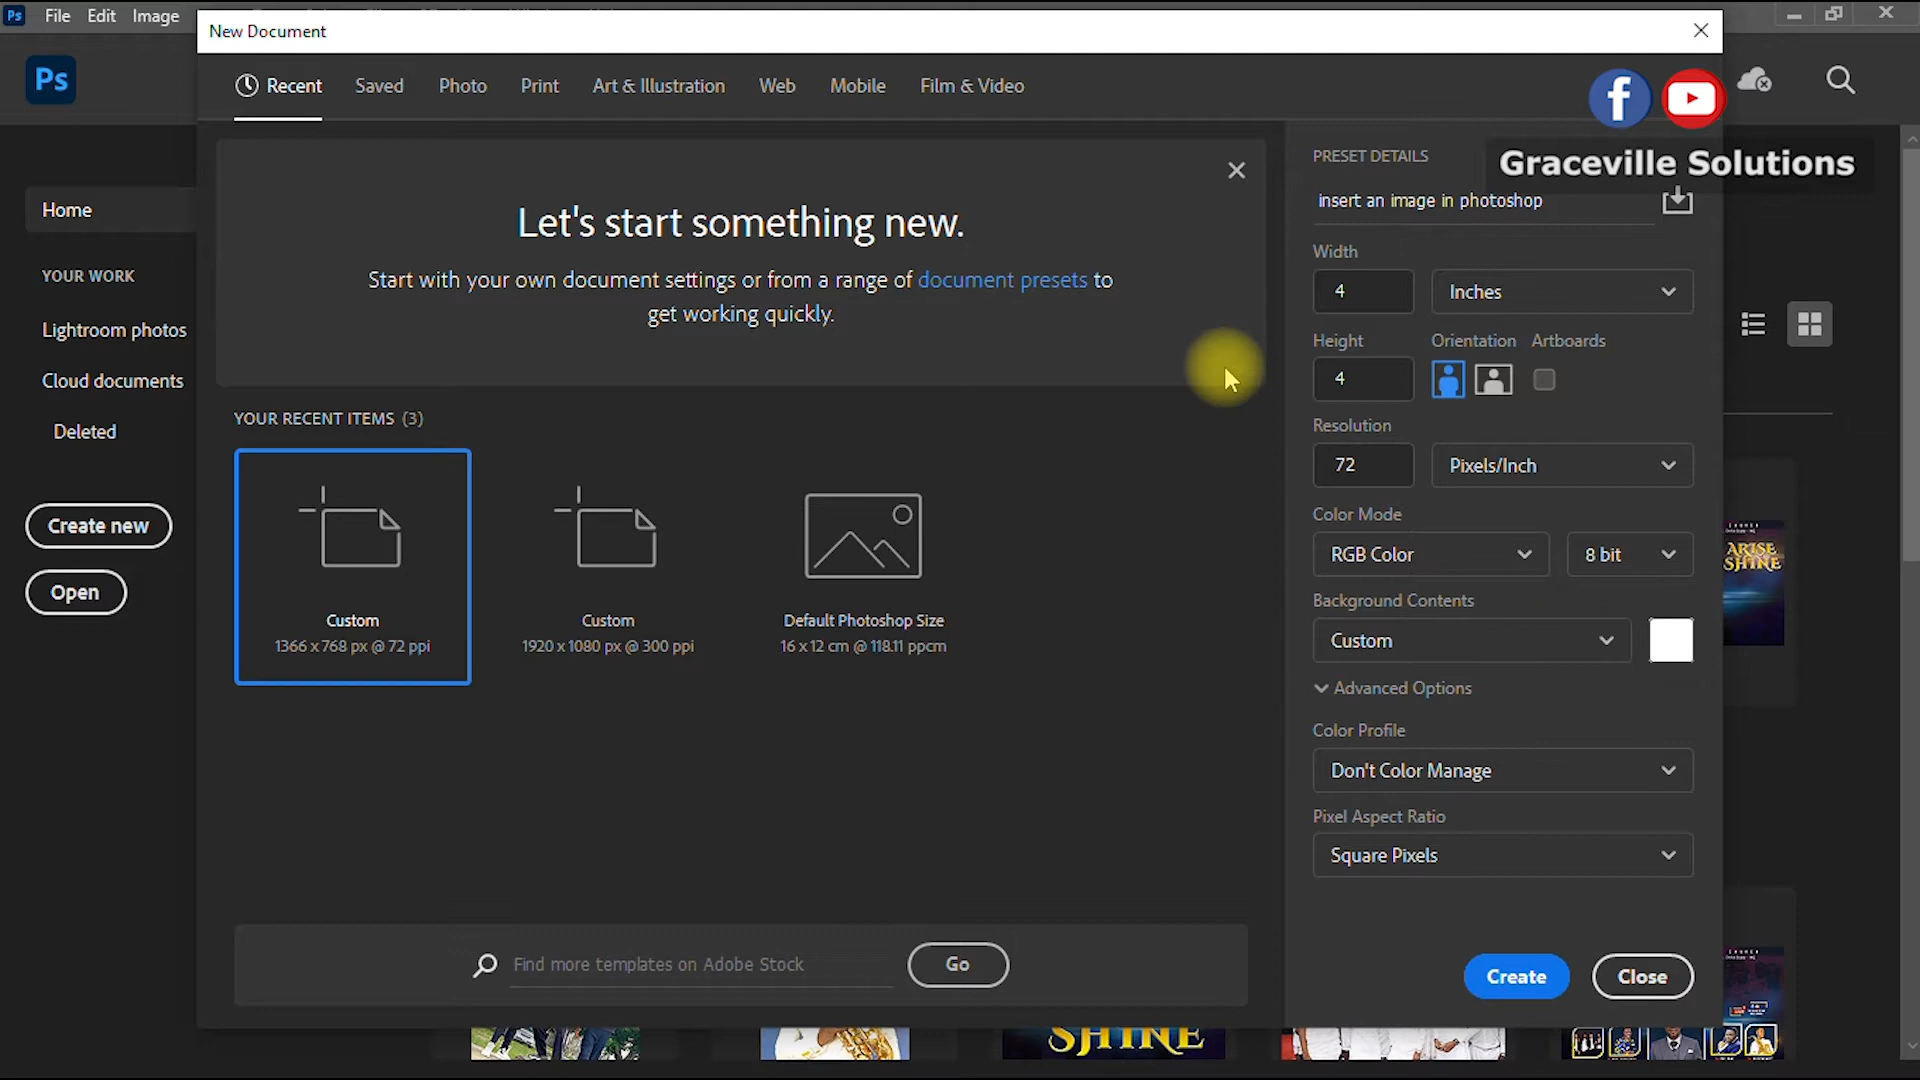 Ps
File Edit Image
New Document
Ps
Recent Saved Photo Print Art & Illustration Web Mobile Film & Video
Graceville Solutions
Home
YOUR WORK
Lightroom photos
Cloud documents
Deleted
Create new
Open
Let's start something new.
Start with your own document settings or from a range of document presets to
get working quickly.
YOUR RECENT ITEMS (3)
Custom
1366 x 768 px @ 72 ppi
Custom
1920 x 1080 px @ 300 ppi
Default Photoshop Size
16 x 12 cm @ 118.11 ppcm
Find more templates on Adobe Stock
Go
PRESET DETAILS
insert an image in photoshop
Width
4 Inches
Height Orientation Artboards
4
Resolution
72 Pixels/Inch
Color Mode
RGB Color 8 bit
Background Contents
Custom
Advanced Options
Color Profile
Don't Color Manage
Pixel Aspect Ratio
Square Pixels
Create Close
ARISE
SHINE
SHINE